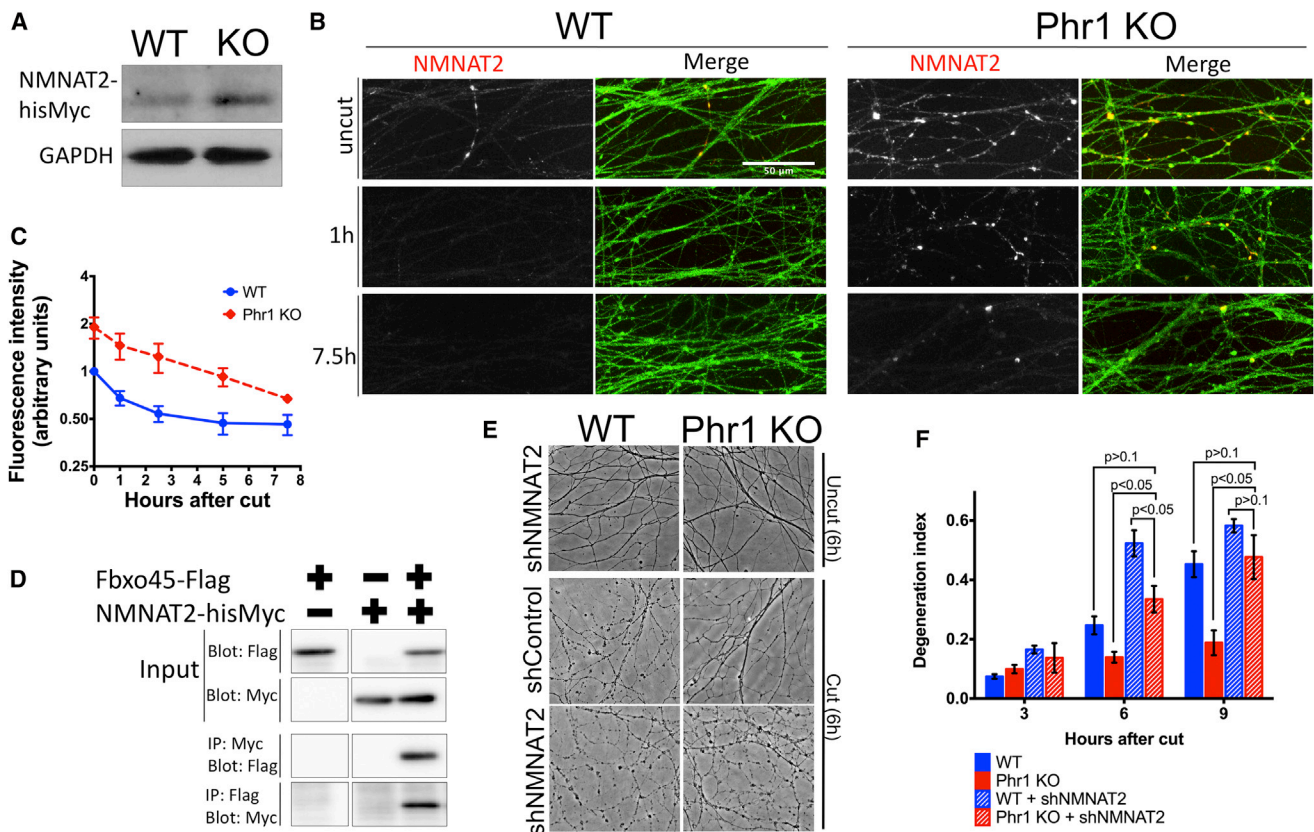 A
WT KO
NMNAT2-
hisMyc
GAPDH
B
WT
Phr1 KO
NMNAT2
Merge
NMNAT2
Merge
uncut
50 µm
1h
7.5h
C
Fluorescence intensity
(arbitrary units)
4
2
1
0.50
0.25
0 1 2 3 4 5 6 7 8
Hours after cut
WT
Phr1 KO
D
Fbxo45-Flag + − +
NMNAT2-hisMyc − + +
Input
Blot: Flag
Blot: Myc
IP: Myc
Blot: Flag
IP: Flag
Blot: Myc
E
WT Phr1 KO
shNMNAT2
shControl
shNMNAT2
Uncut (6h)
Cut (6h)
F
Degeneration index
0.6
0.4
0.2
0.0
p>0.1
p<0.05
p<0.05
p>0.1
p<0.05
p>0.1
3 6 9
Hours after cut
WT
Phr1 KO
WT + shNMNAT2
Phr1 KO + shNMNAT2